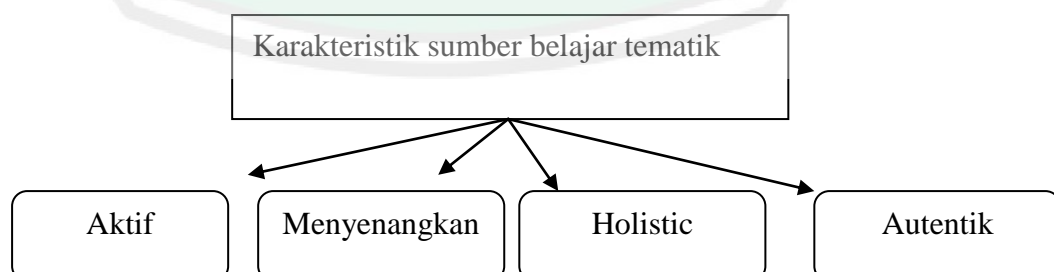 Karakteristik sumber belajar tematik
Aktif
Menyenangkan
Holistic
Autentik